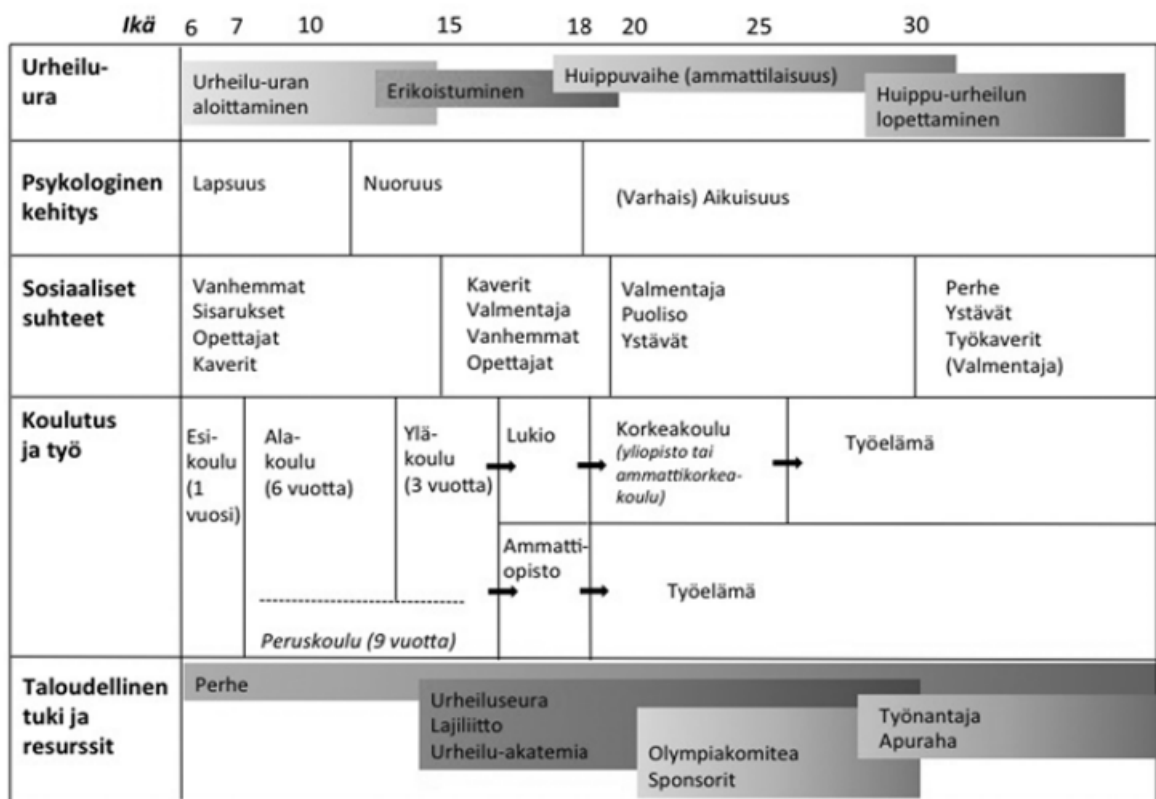 Ikä 6 7 10 15 18 20 25 30
Urheilu-
ura
Urheilu-uran
aloittaminen
Erikoistuminen
Huippuvaihe (ammattilaisuus)
Huippu-urheilun
lopettaminen
Psykologinen
kehitys
Lapsuus
Nuoruus
(Varhais) Aikuisuus
Sosiaaliset
suhteet
Vanhemmat
Sisarukset
Opettajat
Kaverit
Kaverit
Valmentaja
Vanhemmat
Opettajat
Valmentaja
Puoliso
Ystävät
Perhe
Ystävät
Työkaverit
(Valmentaja)
Koulutus
ja työ
Esi-
koulu
(1
vuosi)
Ala-
koulu
(6 vuotta)
Ylä-
koulu
(3 vuotta)
Lukio
Korkeakoulu
(yliopisto tai
ammattikorkea-
koulu)
Työelämä
Ammatti-
opisto
Työelämä
Peruskoulu (9 vuotta)
Taloudellinen
tuki ja
resurssit
Perhe
Urheiluseura
Lajiliitto
Urheilu-akatemia
Olympiakomitea
Sponsorit
Työnantaja
Apuraha